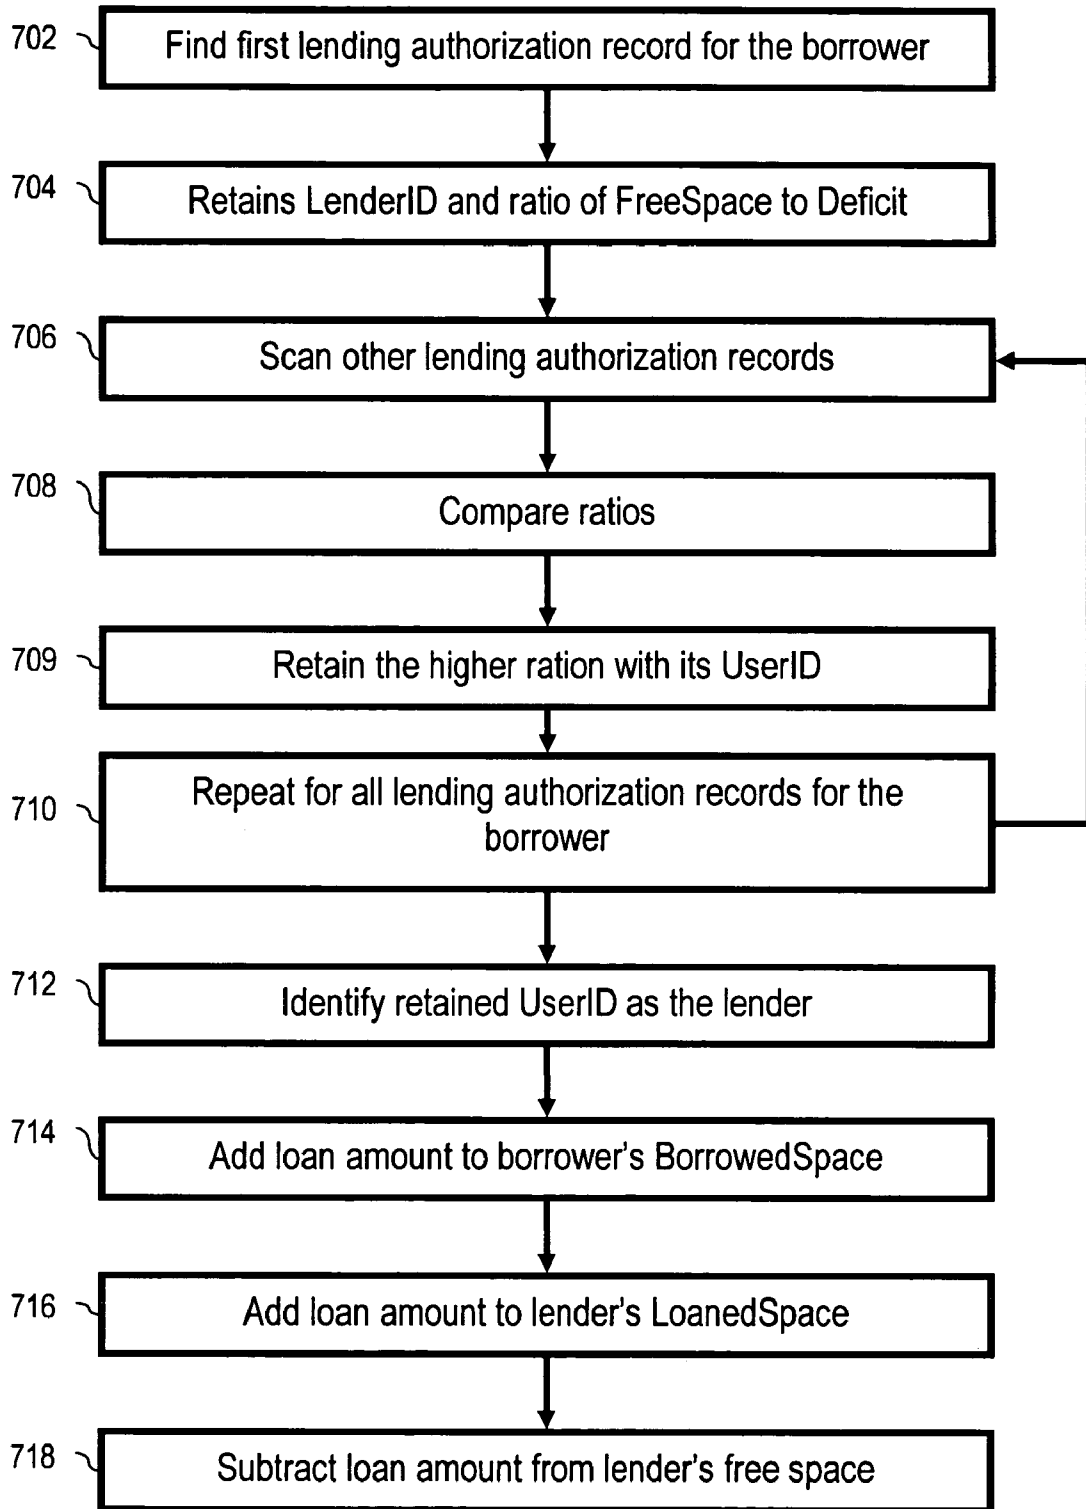 702 Find first lending authorization record for the borrower
704 Retains LenderID and ratio of FreeSpace to Deficit
706 Scan other lending authorization records
708 Compare ratios
709 Retain the higher ration with its UserID
710 Repeat for all lending authorization records for the
borrower
712 Identify retained UserID as the lender
714 Add loan amount to borrower's BorrowedSpace
716 Add loan amount to lender's LoanedSpace
718 Subtract loan amount from lender's free space